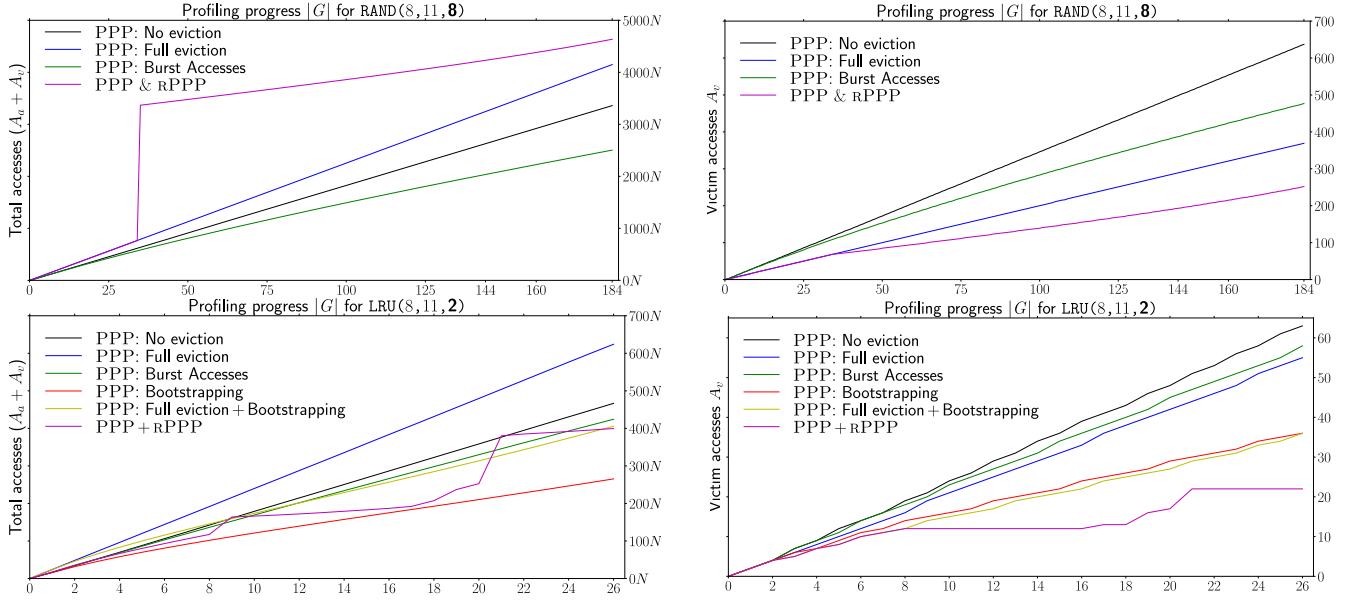 Profiling progress |G| for RAND(8,11,8)
Total accesses (A_a + A_v)
PPP: No eviction
PPP: Full eviction
PPP: Burst Accesses
PPP & RPPP
5000N
4000N
3000N
2000N
1000N
0N
0 25 50 75 100 125 144 160 184
Profiling progress |G| for RAND(8,11,8)
Victim accesses A_v
PPP: No eviction
PPP: Full eviction
PPP: Burst Accesses
PPP & RPPP
700
600
500
400
300
200
100
0
0 25 50 75 100 125 144 160 184
Profiling progress |G| for LRU(8,11,2)
Total accesses (A_a + A_v)
PPP: No eviction
PPP: Full eviction
PPP: Burst Accesses
PPP: Bootstrapping
PPP: Full eviction + Bootstrapping
PPP + RPPP
700N
600N
500N
400N
300N
200N
100N
0N
0 2 4 6 8 10 12 14 16 18 20 22 24 26
Profiling progress |G| for LRU(8,11,2)
Victim accesses A_v
PPP: No eviction
PPP: Full eviction
PPP: Burst Accesses
PPP: Bootstrapping
PPP: Full eviction + Bootstrapping
PPP + RPPP
60
50
40
30
20
10
0
0 2 4 6 8 10 12 14 16 18 20 22 24 26